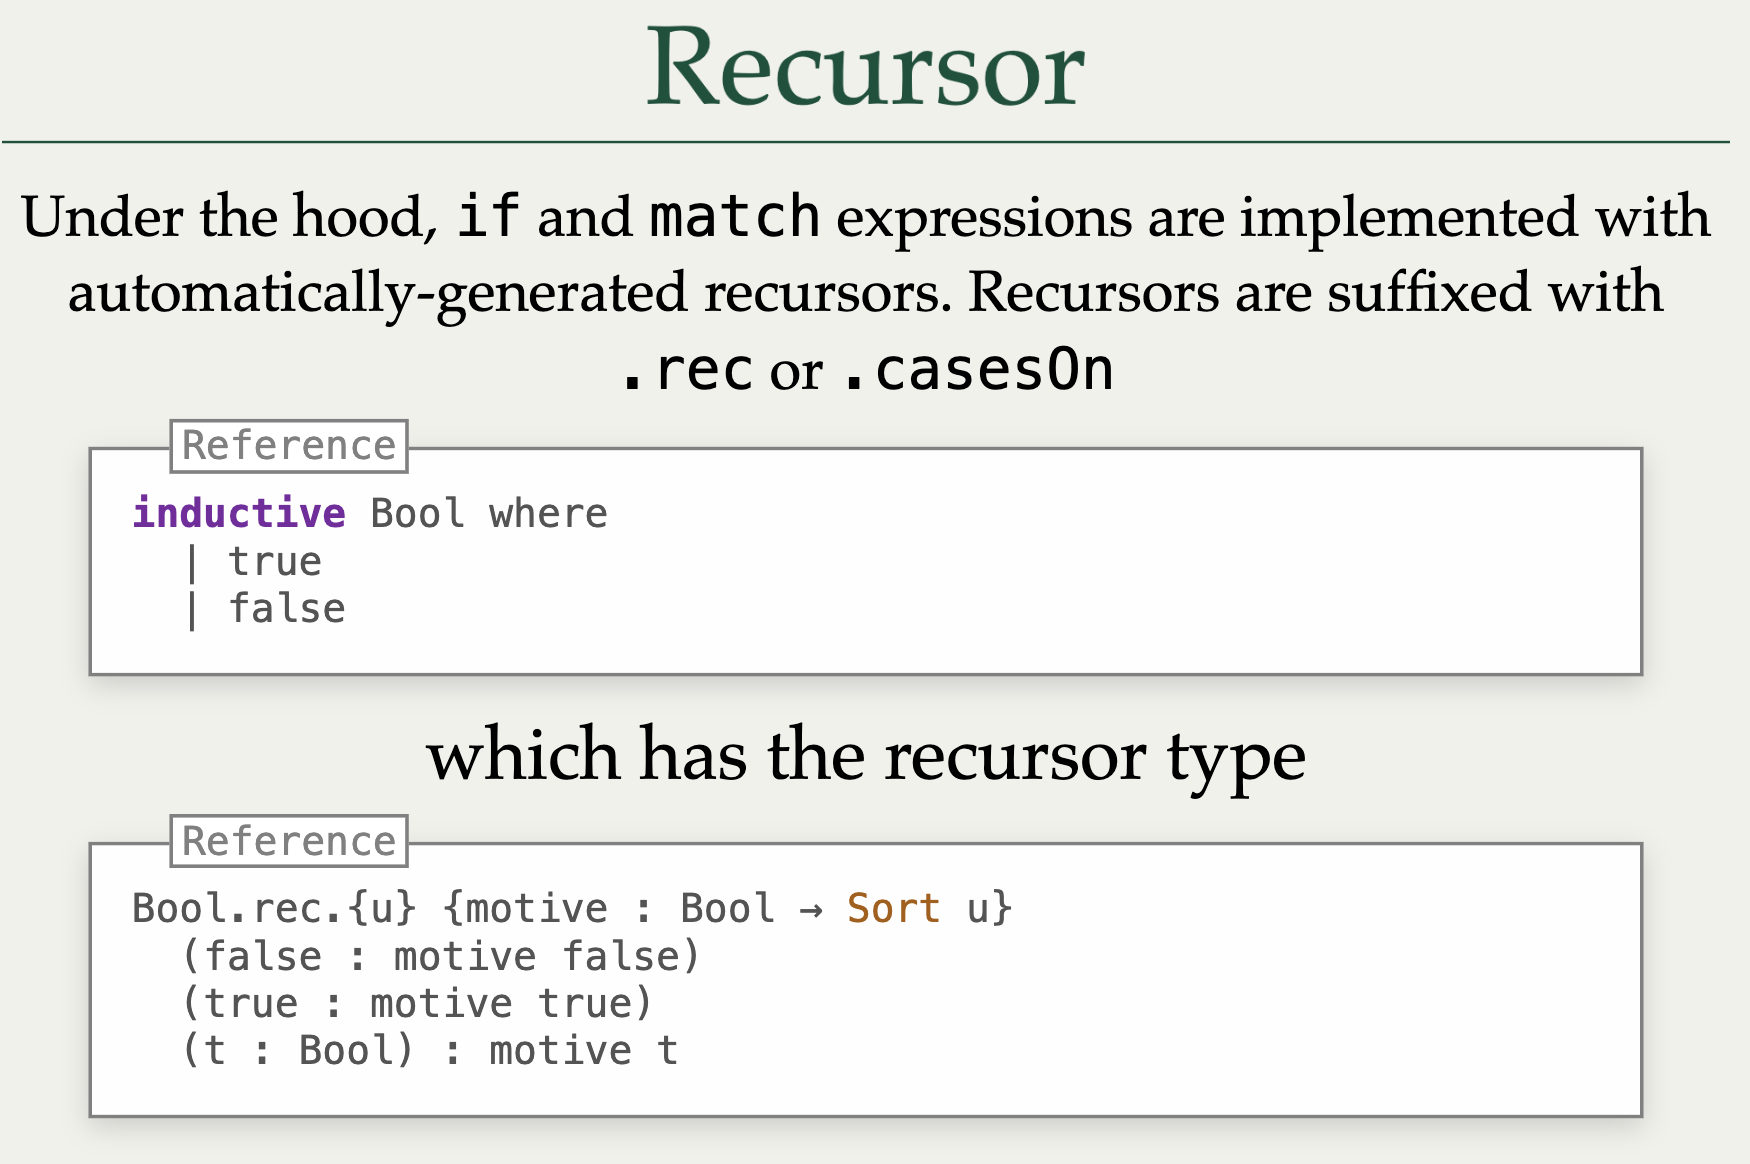 Recursor
Under the hood, if and match expressions are implemented with
automatically-generated recursors. Recursors are suffixed with
.rec or .casesOn
Reference
inductive Bool where
  | true
  | false
which has the recursor type
Reference
Bool.rec.{u} {motive : Bool → Sort u}
  (false : motive false)
  (true : motive true)
  (t : Bool) : motive t